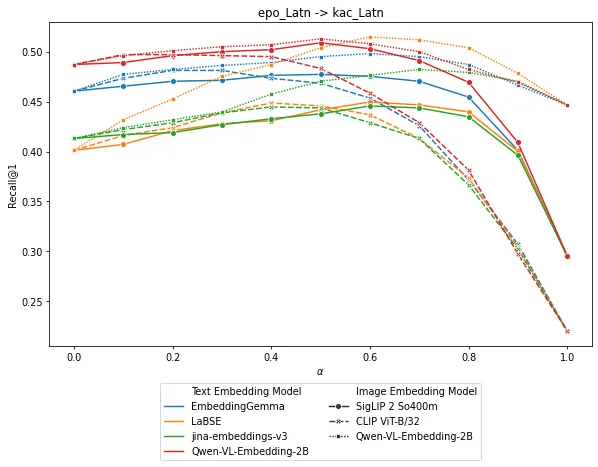 epo_Latn -> kac_Latn
Recall@1
0.50
0.45
0.40
0.35
0.30
0.25
0.0
0.2
0.4
0.6
0.8
1.0
α
Text Embedding Model
EmbeddingGemma
LaBSE
jina-embeddings-v3
Qwen-VL-Embedding-2B
Image Embedding Model
SigLIP 2 So400m
CLIP ViT-B/32
Qwen-VL-Embedding-2B